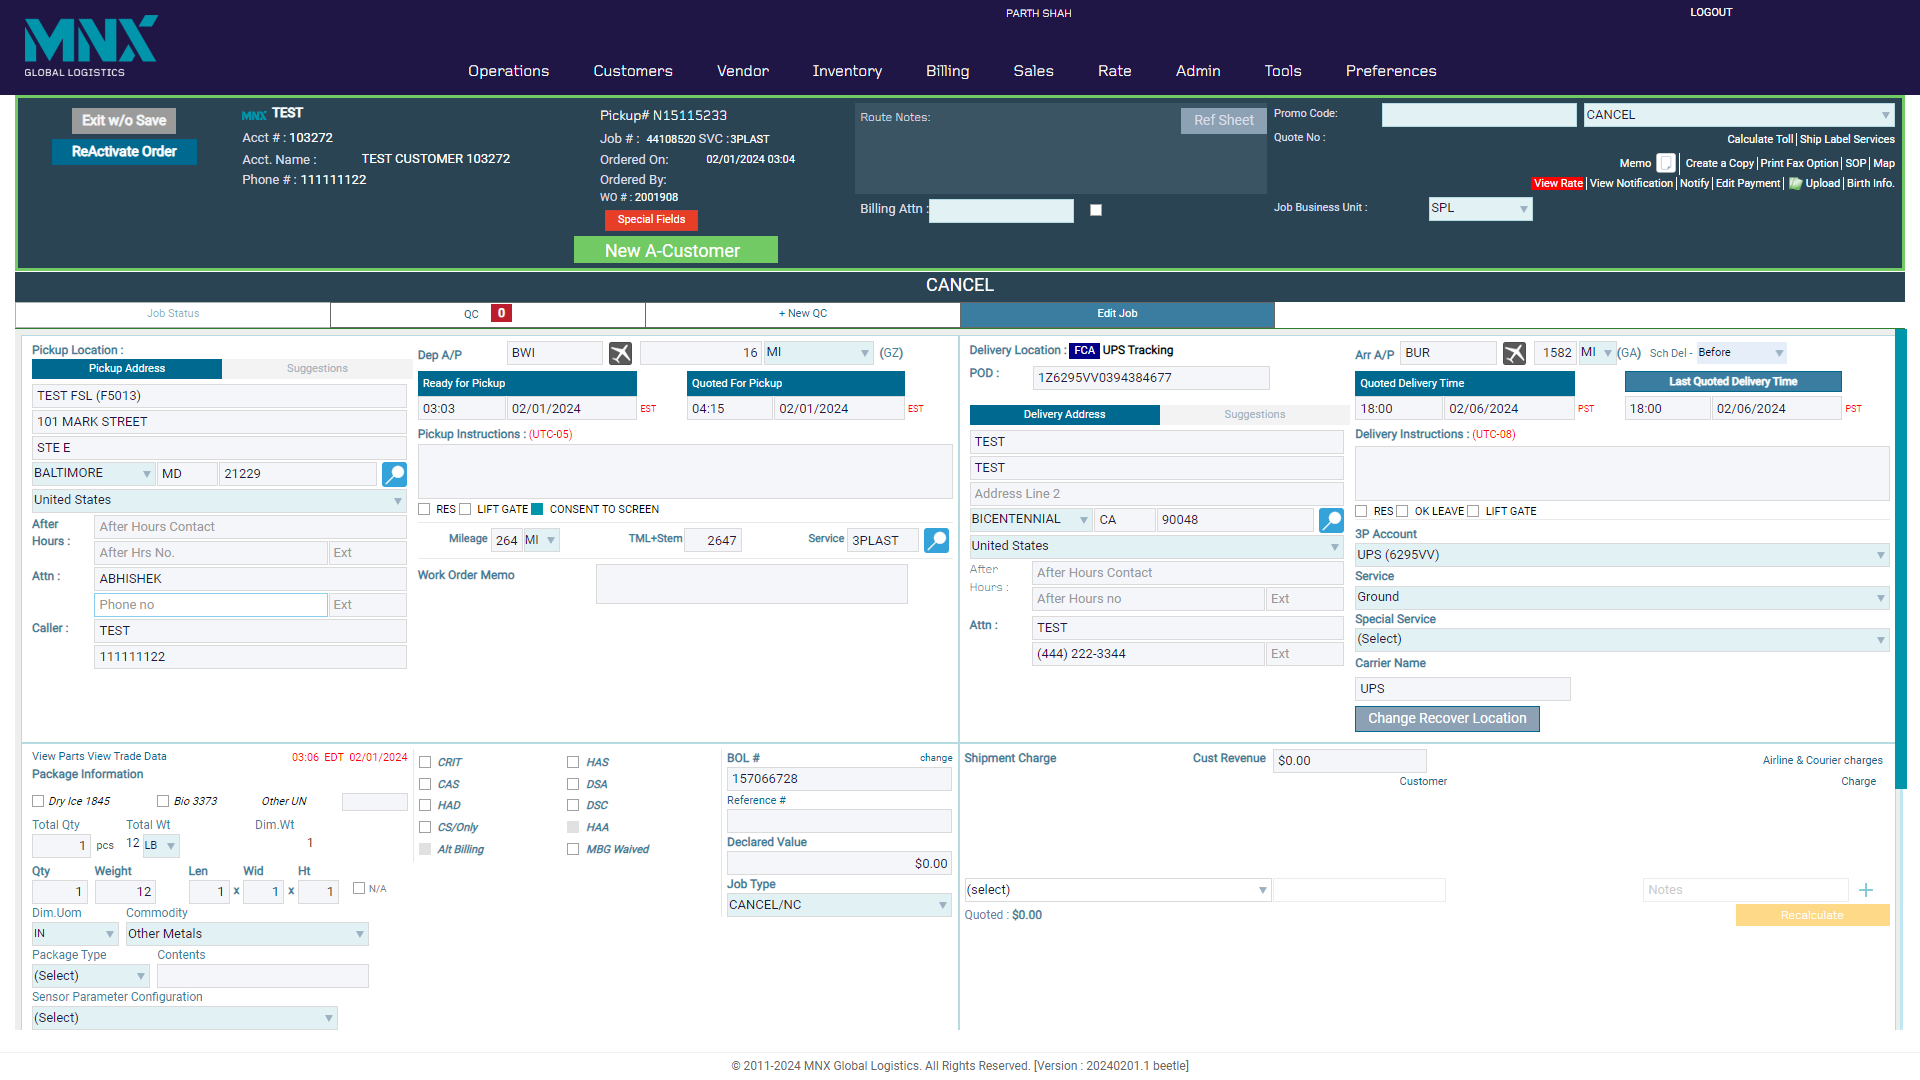 PARTH SHAH
LOGOUT
MNX
GLOBAL LOGISTICS
Operations Customers Vendor Inventory Billing Sales Rate Admin Tools Preferences
Exit w/o Save
ReActivate Order
MNX TEST
Acct # : 103272
Acct. Name : TEST CUSTOMER 103272
Phone # : 111111122
Pickup# N15115233
Job # : 44108520 SVC :3PLAST
Ordered On: 02/01/2024 03:04
Ordered By:
WO # : 2001908
Special Fields
New A-Customer
Route Notes:
Ref Sheet
Billing Attn :
Promo Code:
CANCEL
Quote No :
Calculate Toll | Ship Label Services
Memo | Create a Copy | Print Fax Option | SOP | Map
View Rate | View Notification | Notify | Edit Payment | Upload | Birth Info.
Job Business Unit : SPL
CANCEL
Job Status
QC 0
+ New QC
Edit Job
Pickup Location :
Pickup Address Suggestions
TEST FSL (F5013)
101 MARK STREET
STE E
BALTIMORE MD 21229
United States
After Hours : After Hours Contact
After Hrs No. Ext
Attn : ABHISHEK
Phone no Ext
Caller : TEST
111111122
Dep A/P BWI 16 MI (GZ)
Ready for Pickup Quoted For Pickup
03:03 02/01/2024 EST 04:15 02/01/2024 EST
Pickup Instructions : (UTC-05)
RES LIFT GATE CONSENT TO SCREEN
Mileage 264 MI TML+Stem 2647 Service 3PLAST
Work Order Memo
Delivery Location : FCA UPS Tracking
POD : 1Z6295VV0394384677
Delivery Address Suggestions
TEST
TEST
Address Line 2
BICENTENNIAL CA 90048
United States
After Hours : After Hours Contact
After Hours no Ext
Attn : TEST
(444) 222-3344 Ext
Arr A/P BUR 1582 MI (GA) Sch Del - Before
Quoted Delivery Time Last Quoted Delivery Time
18:00 02/06/2024 PST 18:00 02/06/2024 PST
Delivery Instructions : (UTC-08)
RES OK LEAVE LIFT GATE
3P Account
UPS (6295VV)
Service
Ground
Special Service
(Select)
Carrier Name
UPS
Change Recover Location
View Parts View Trade Data 03:06 EDT 02/01/2024
Package Information
Dry Ice 1845 Bio 3373 Other UN
Total Qty Total Wt Dim.Wt
1 pcs 12 LB 1
Qty Weight Len Wid Ht
1 12 1 x 1 x 1 N/A
Dim.Uom Commodity
IN Other Metals
Package Type Contents
(Select)
Sensor Parameter Configuration
(Select)
CRIT HAS
CAS DSA
HAD DSC
CS/Only HAA
Alt Billing MBG Waived
BOL # change
157066728
Reference #
Declared Value
$0.00
Job Type
CANCEL/NC
Shipment Charge Cust Revenue $0.00 Airline & Courier charges
Customer Charge
(select) Notes +
Quoted : $0.00 Recalculate
© 2011-2024 MNX Global Logistics. All Rights Reserved. [Version : 20240201.1 beetle]